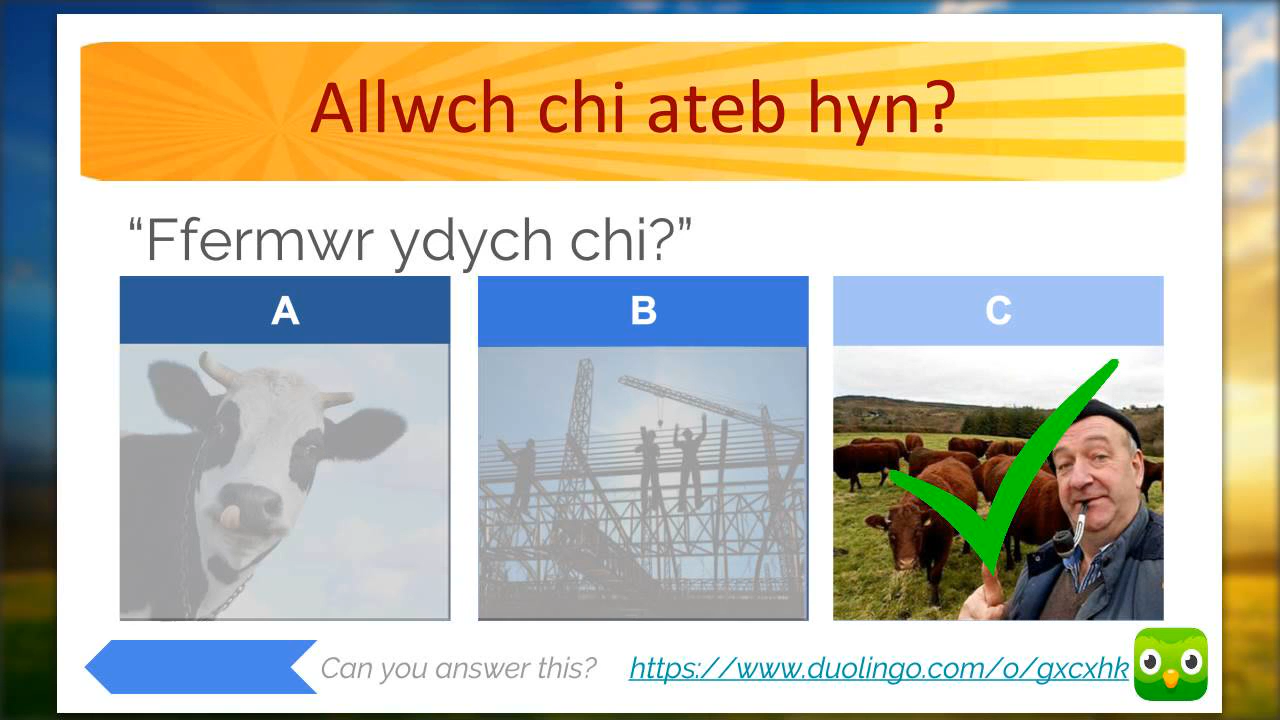 Allwch chi ateb hyn?
“Ffermwr ydych chi?”
A
B
C
Can you answer this?
https://www.duolingo.com/o/gxcxhk